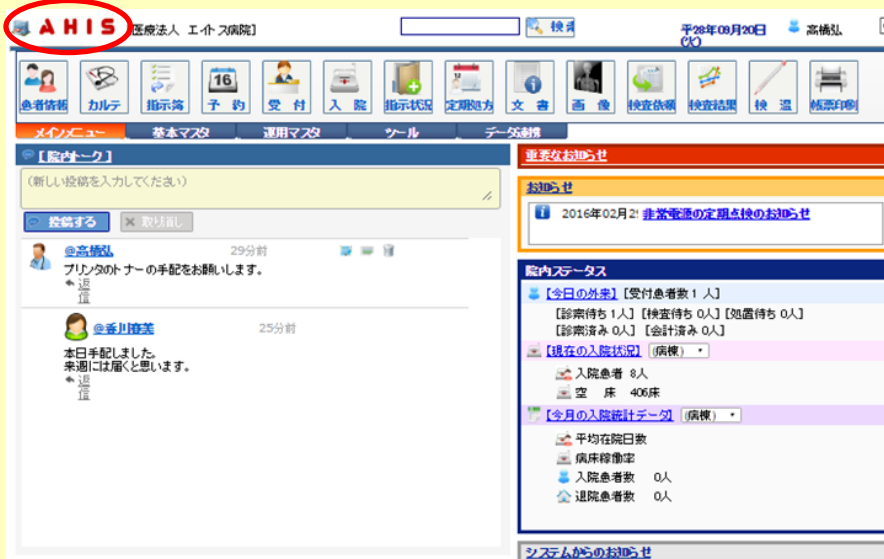 AHIS [医療法人 エイトス病院]
検索
平28年09月20日(火)
高橋弘
患者情報 カルテ 指示簿 予約 受付 入院 指示状況 定期処方 文書 画像 検査依頼 検査結果 検温 帳票印刷
16
メインメニュー 基本マスタ 運用マスタ ツール データ連携
[院内トーク]
(新しい投稿を入力してください)
投稿する 取り消し
@高橋弘 29分前
プリンタのトナーの手配をお願いします。
返信
@香川 25分前
本日手配しました。
来週には届くと思います。
返信
重要なお知らせ
お知らせ
2016年02月2 非常電源の定期点検のお知らせ
院内ステータス
[今日の外来] [受付患者数 1 人]
[診察待ち 1人] [検査待ち 0人] [処置待ち 0人]
[診察済み 0人] [会計済み 0人]
[現在の入院状況] (病棟)
入院患者 8人
空 床 406床
[今月の入院統計データ] (病棟)
平均在院日数
病床稼働率
入院患者数 0人
退院患者数 0人
システムからのお知らせ